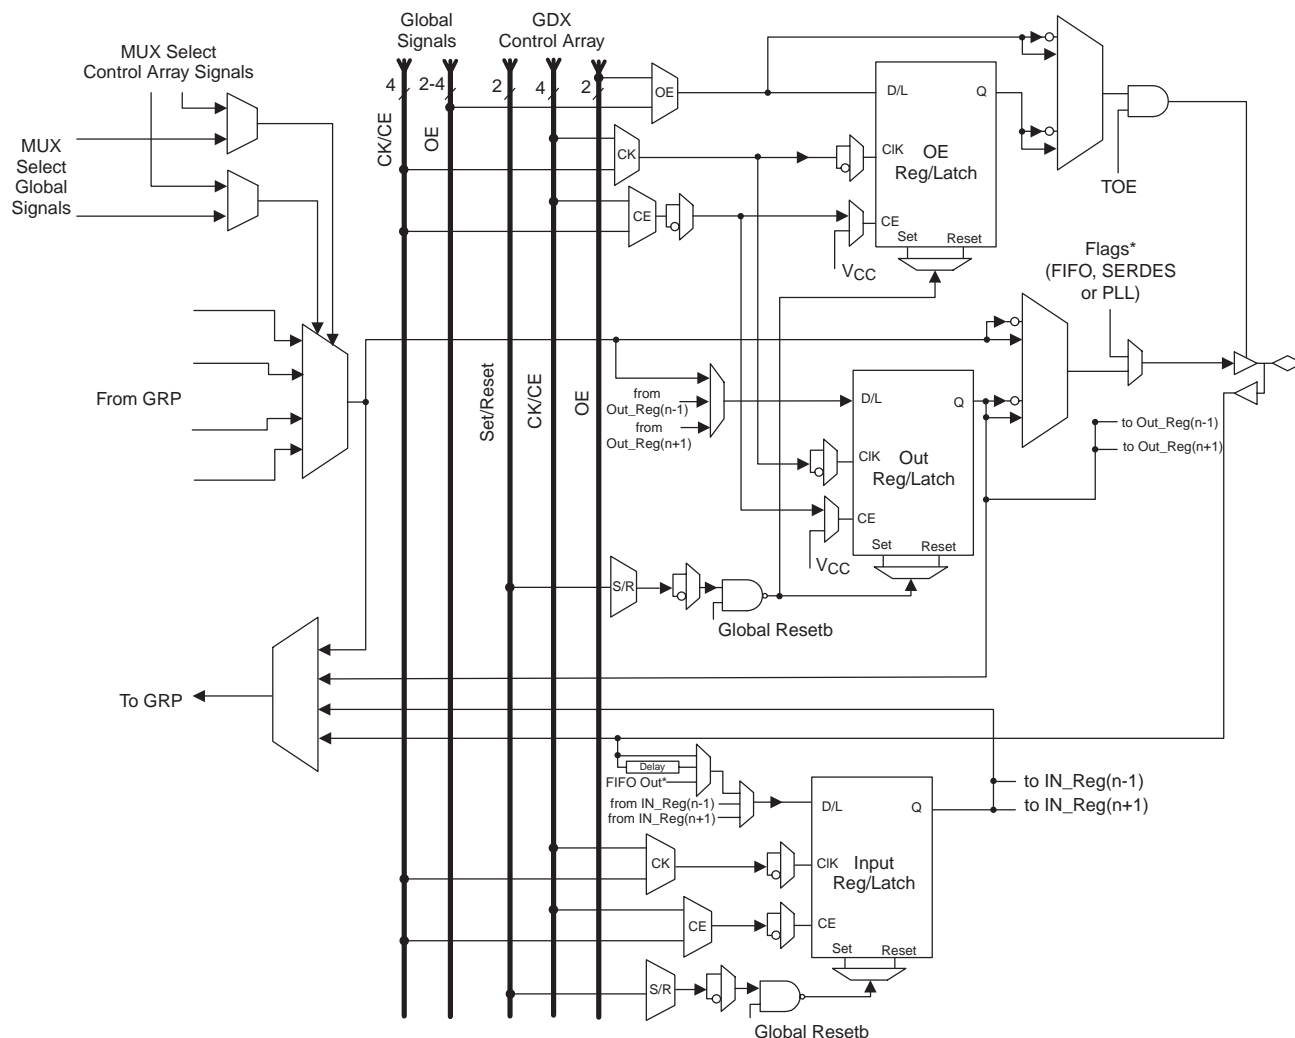 Global
Signals
GDX
Control Array
MUX Select
Control Array Signals
MUX
Select
Global
Signals
4
2-4
2
4
2
CK/CE
OE
OE
CK
CE
D/L
Q
ClK
OE
Reg/Latch
CE
Set
Reset
VCC
TOE
Flags*
(FIFO, SERDES
or PLL)
From GRP
Set/Reset
CK/CE
OE
from
Out_Reg(n-1)
from
Out_Reg(n+1)
D/L
Q
ClK
Out
Reg/Latch
CE
Set
Reset
VCC
to Out_Reg(n-1)
to Out_Reg(n+1)
S/R
Global Resetb
To GRP
Delay
FIFO Out*
from IN_Reg(n-1)
from IN_Reg(n+1)
D/L
Q
ClK
Input
Reg/Latch
CE
Set
Reset
to IN_Reg(n-1)
to IN_Reg(n+1)
CK
CE
S/R
Global Resetb